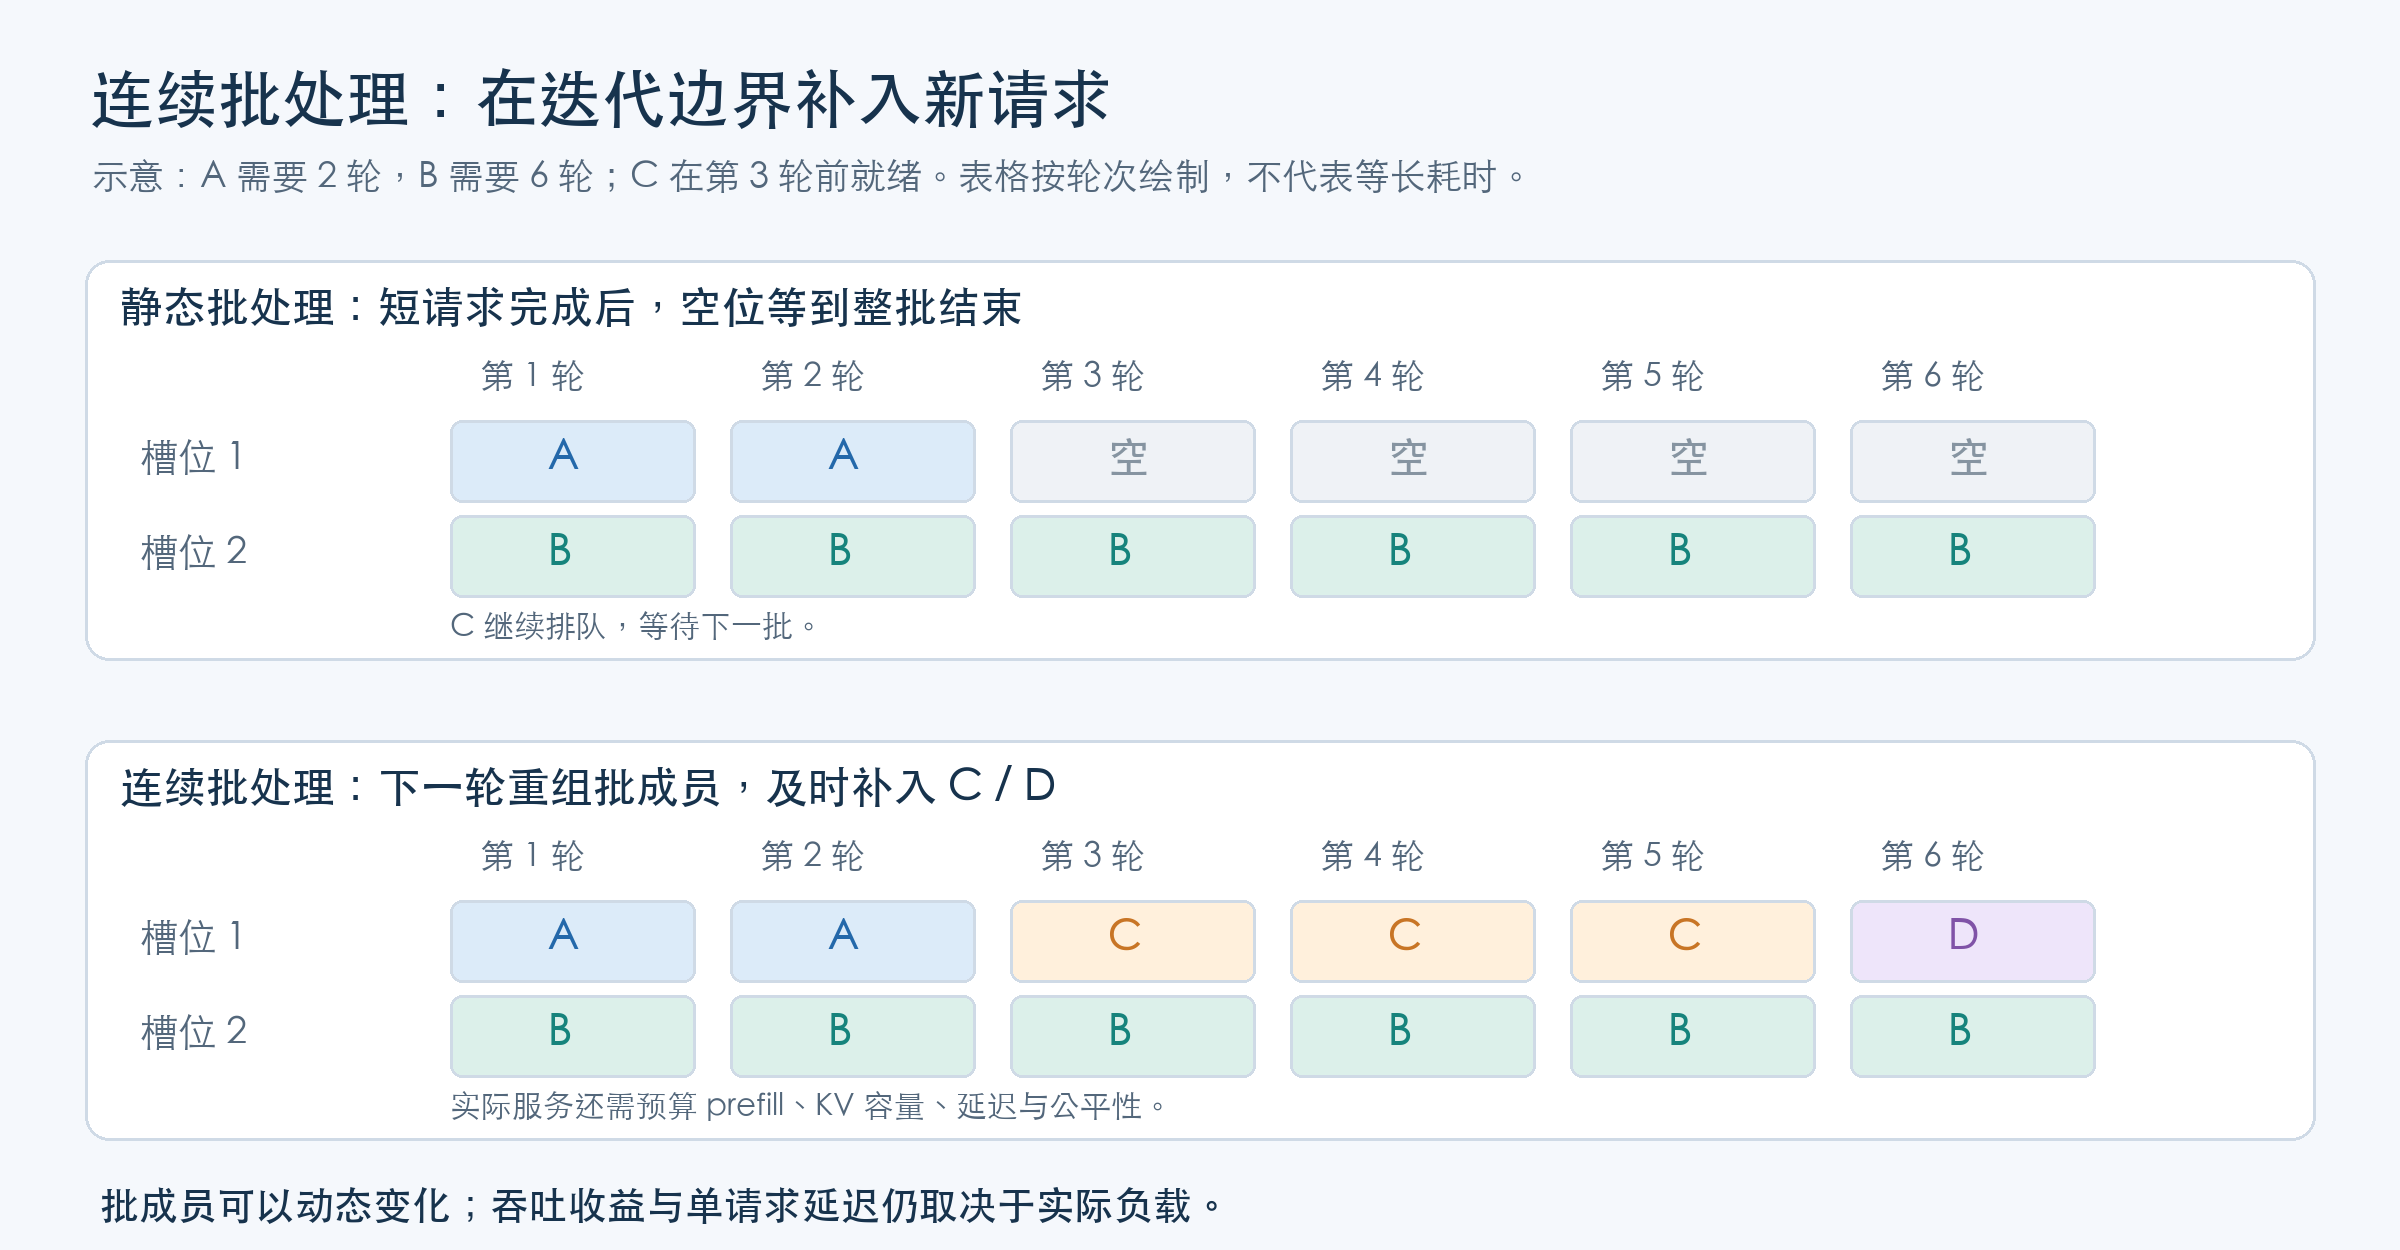 连续批处理：在迭代边界补入新请求
示意：A 需要 2 轮，B 需要 6 轮；C 在第 3 轮前就绪。表格按轮次绘制，不代表等长耗时。
静态批处理：短请求完成后，空位等到整批结束
第 1 轮 第 2 轮 第 3 轮 第 4 轮 第 5 轮 第 6 轮
槽位 1 A A 空 空 空 空
槽位 2 B B B B B B
C 继续排队，等待下一批。
连续批处理：下一轮重组批成员，及时补入 C / D
第 1 轮 第 2 轮 第 3 轮 第 4 轮 第 5 轮 第 6 轮
槽位 1 A A C C C D
槽位 2 B B B B B B
实际服务还需预算 prefill、KV 容量、延迟与公平性。
批成员可以动态变化；吞吐收益与单请求延迟仍取决于实际负载。